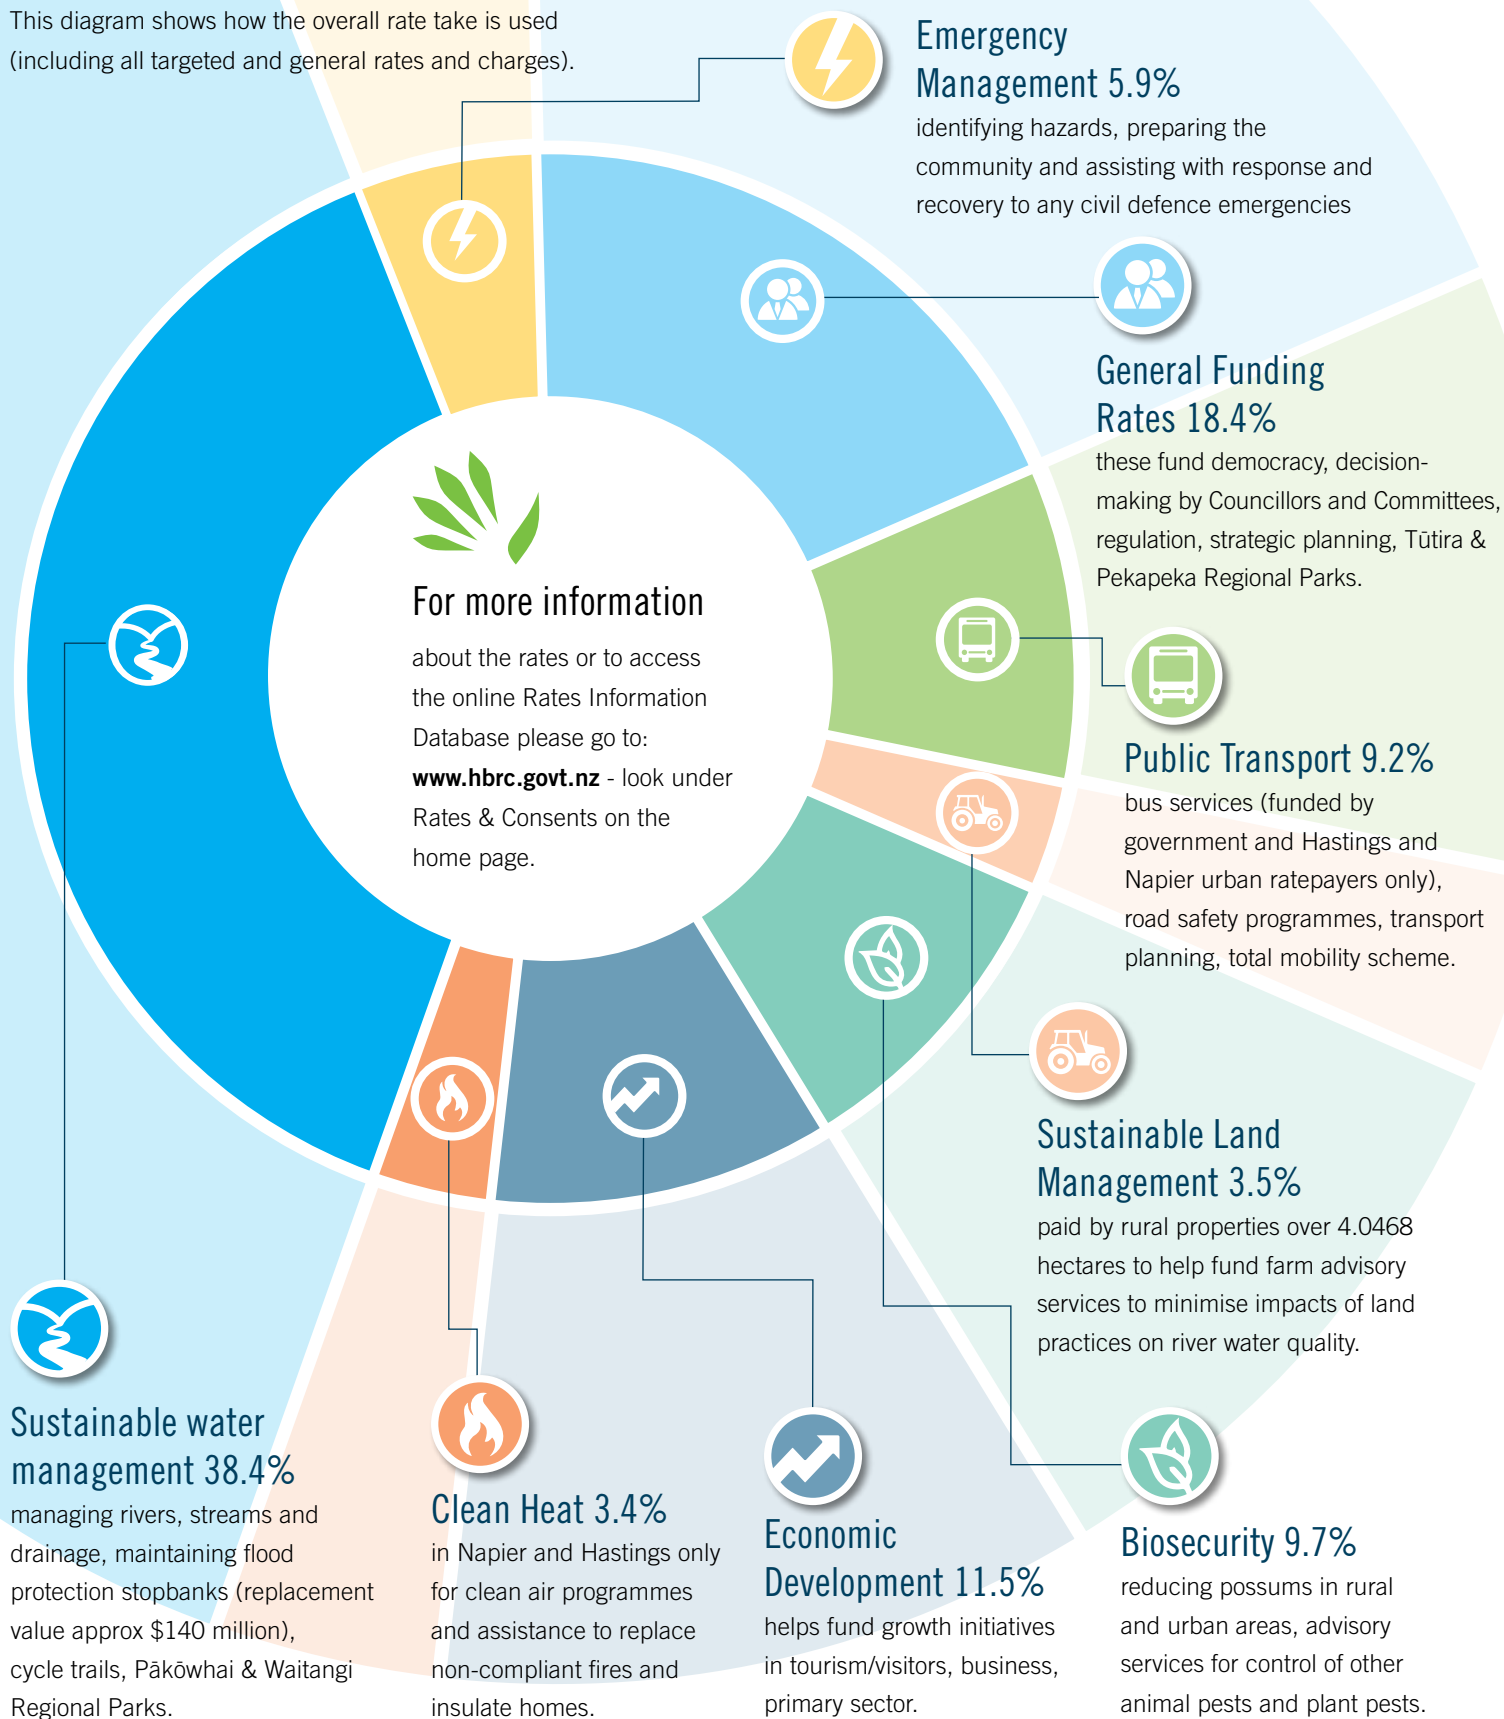 This diagram shows how the overall rate take is used
(including all targeted and general rates and charges).
Emergency
Management 5.9%
identifying hazards, preparing the
community and assisting with response and
recovery to any civil defence emergencies
General Funding
Rates 18.4%
these fund democracy, decision-
making by Councillors and Committees,
regulation, strategic planning, Tūtira &
Pekapeka Regional Parks.
For more information
about the rates or to access
the online Rates Information
Database please go to:
www.hbrc.govt.nz - look under
Rates & Consents on the
home page.
Public Transport 9.2%
bus services (funded by
government and Hastings and
Napier urban ratepayers only),
road safety programmes, transport
planning, total mobility scheme.
Sustainable Land
Management 3.5%
paid by rural properties over 4.0468
hectares to help fund farm advisory
services to minimise impacts of land
practices on river water quality.
Sustainable water
management 38.4%
managing rivers, streams and
drainage, maintaining flood
protection stopbanks (replacement
value approx $140 million),
cycle trails, Pākōwhai & Waitangi
Regional Parks.
Clean Heat 3.4%
in Napier and Hastings only
for clean air programmes
and assistance to replace
non-compliant fires and
insulate homes.
Economic
Development 11.5%
helps fund growth initiatives
in tourism/visitors, business,
primary sector.
Biosecurity 9.7%
reducing possums in rural
and urban areas, advisory
services for control of other
animal pests and plant pests.